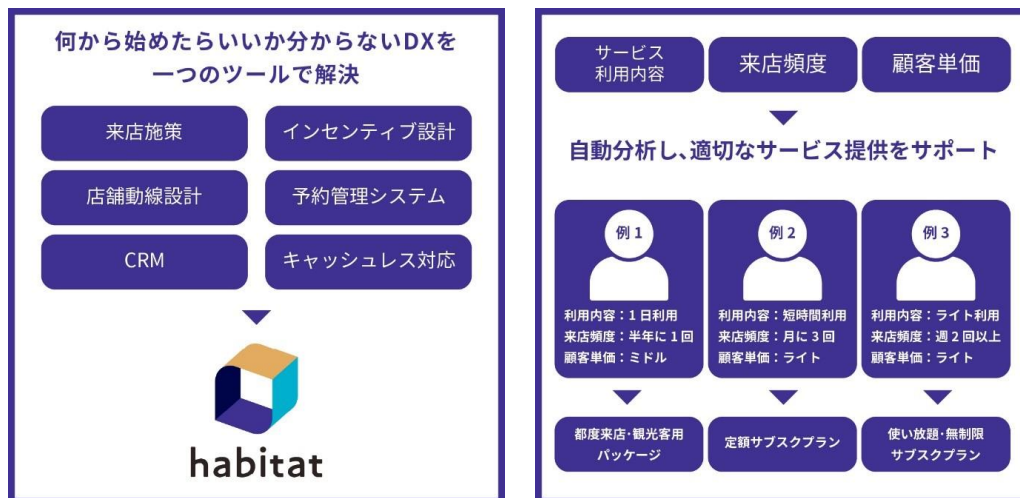 何から始めたらいいか分からないDXを
一つのツールで解決
来店施策
インセンティブ設計
店舗動線設計
予約管理システム
CRM
キャッシュレス対応
habitat
サービス
利用内容
来店頻度
顧客単価
自動分析し、適切なサービス提供をサポート
例1
利用内容：1日利用
来店頻度：半年に1回
顧客単価：ミドル
例2
利用内容：短時間利用
来店頻度：月に3回
顧客単価：ライト
例3
利用内容：ライト利用
来店頻度：週2回以上
顧客単価：ライト
都度来店・観光客用
パッケージ
定額サブスクプラン
使い放題・無制限
サブスクプラン